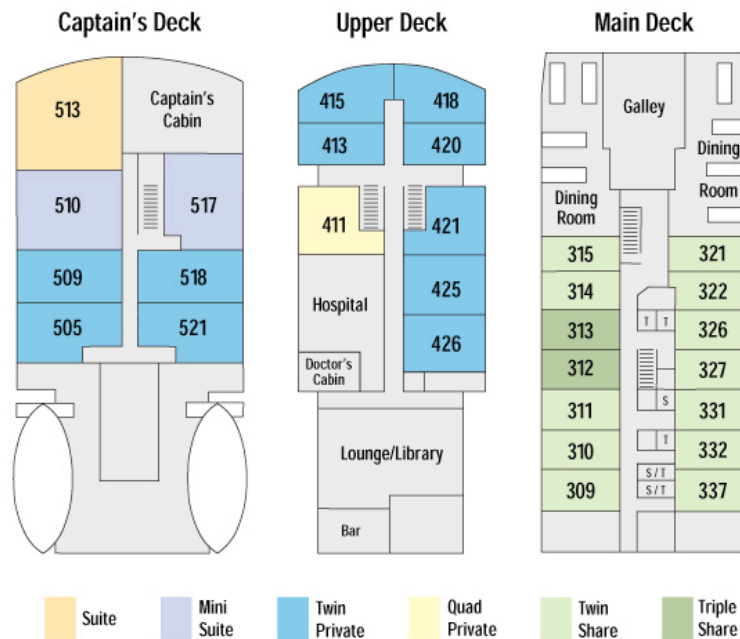 Captain's Deck
513
Captain's
Cabin
510
517
509
518
505
521
Upper Deck
415
418
413
420
411
421
Hospital
425
426
Doctor's
Cabin
Lounge/Library
Bar
Main Deck
Galley
Dining
Room
Dining
Room
315
321
314
322
313
T
T
326
312
327
311
S
331
310
T
332
S/T
309
S/T
337
Suite
Mini
Suite
Twin
Private
Quad
Private
Twin
Share
Triple
Share